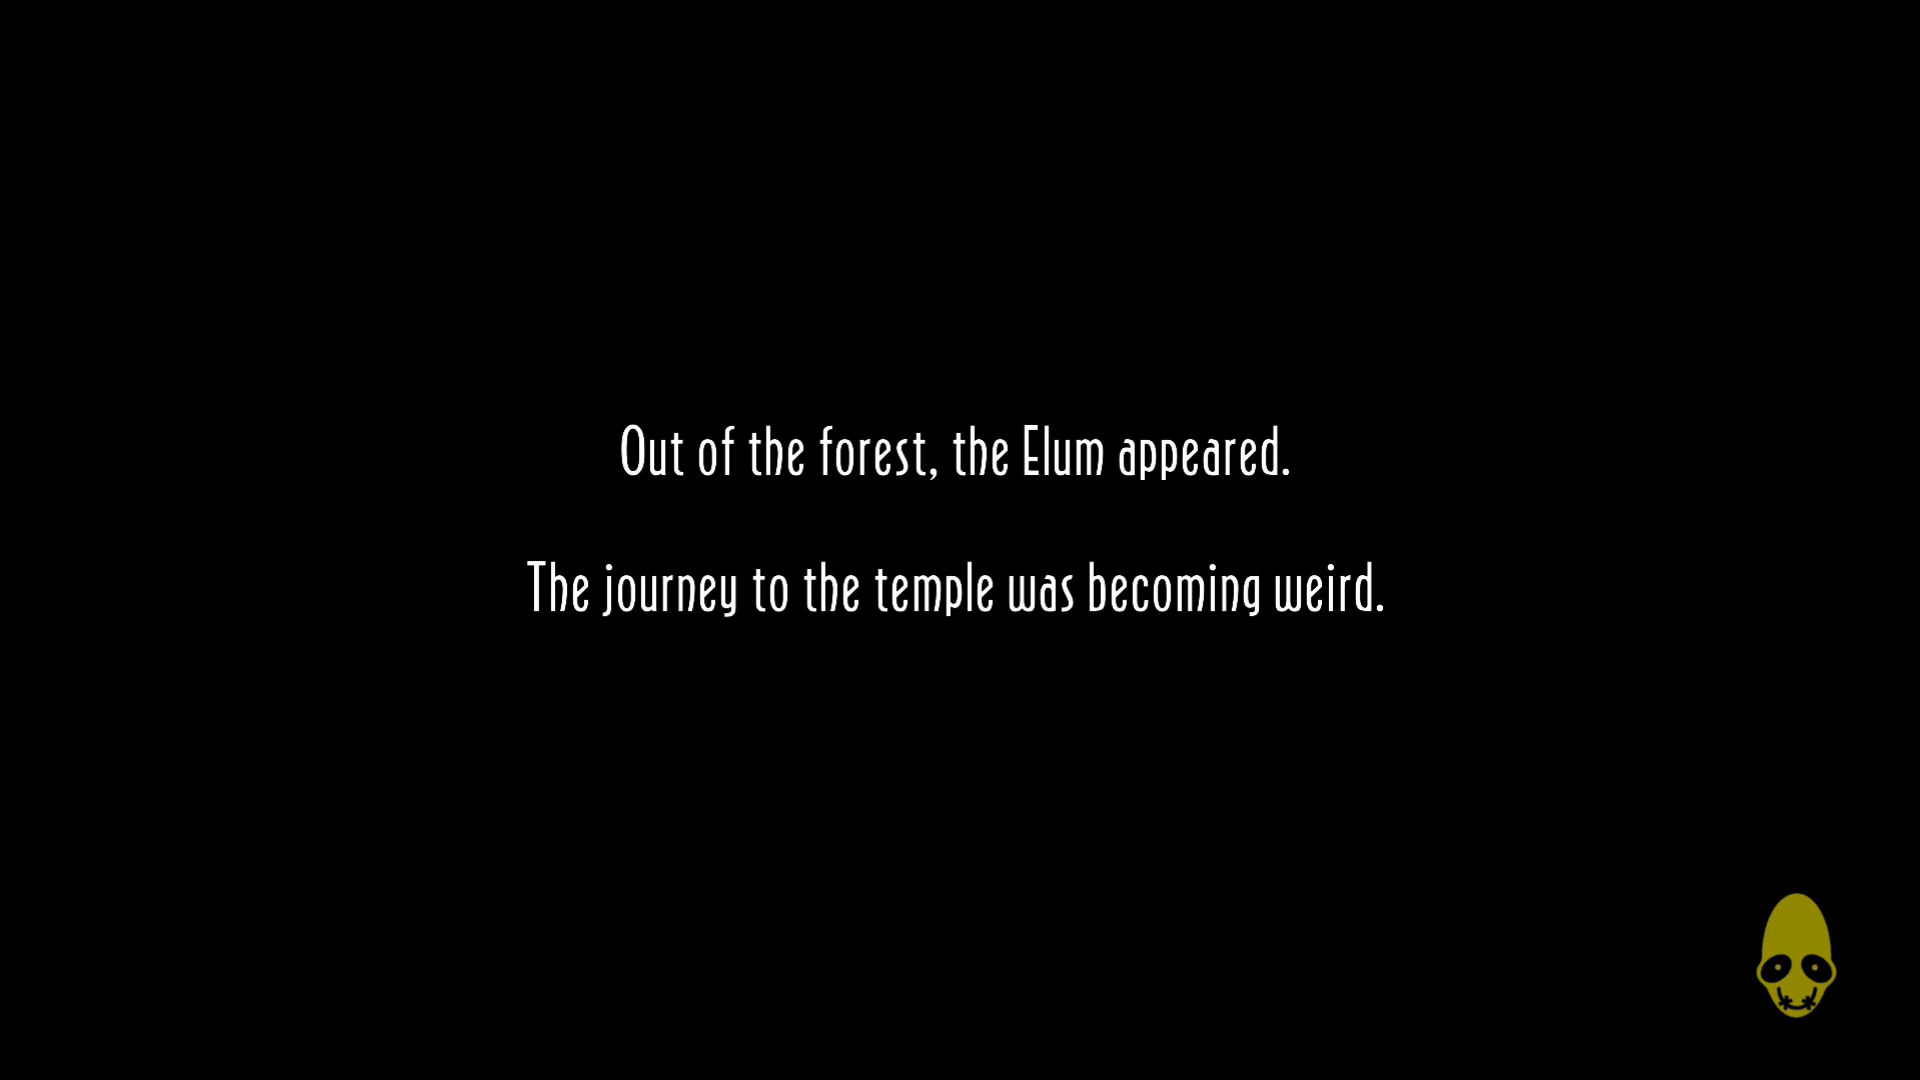 Out of the forest, the Elum appeared.
The journey to the temple was becoming weird.